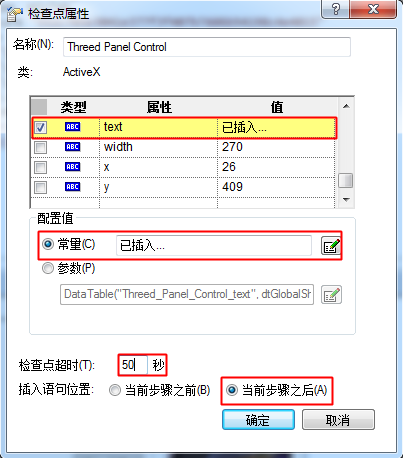 检查点属性
名称(N): Threed Panel Control
类: ActiveX
类型 属性 值
ABC text 已插入...
ABC width 270
ABC x 26
ABC y 409
配置值
常量(C) 已插入...
参数(P)
DataTable("Threed_Panel_Control_text", dtGlobalSh
检查点超时(T): 50 秒
插入语句位置: 当前步骤之前(B) 当前步骤之后(A)
确定 取消